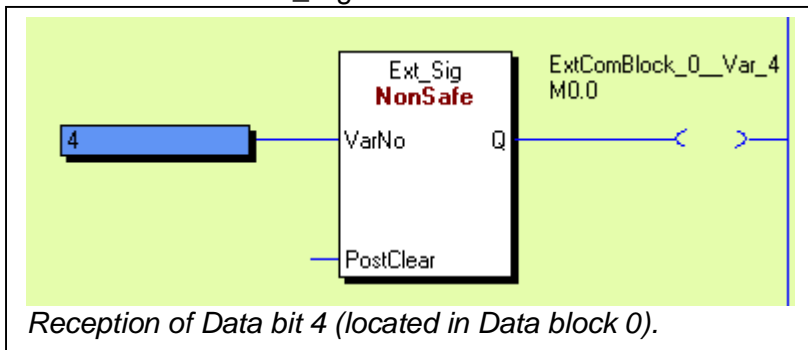 Ext_Sig
NonSafe
ExtComBlock_0__Var_4
M0.0
4
VarNo
Q
PostClear
Reception of Data bit 4 (located in Data block 0).